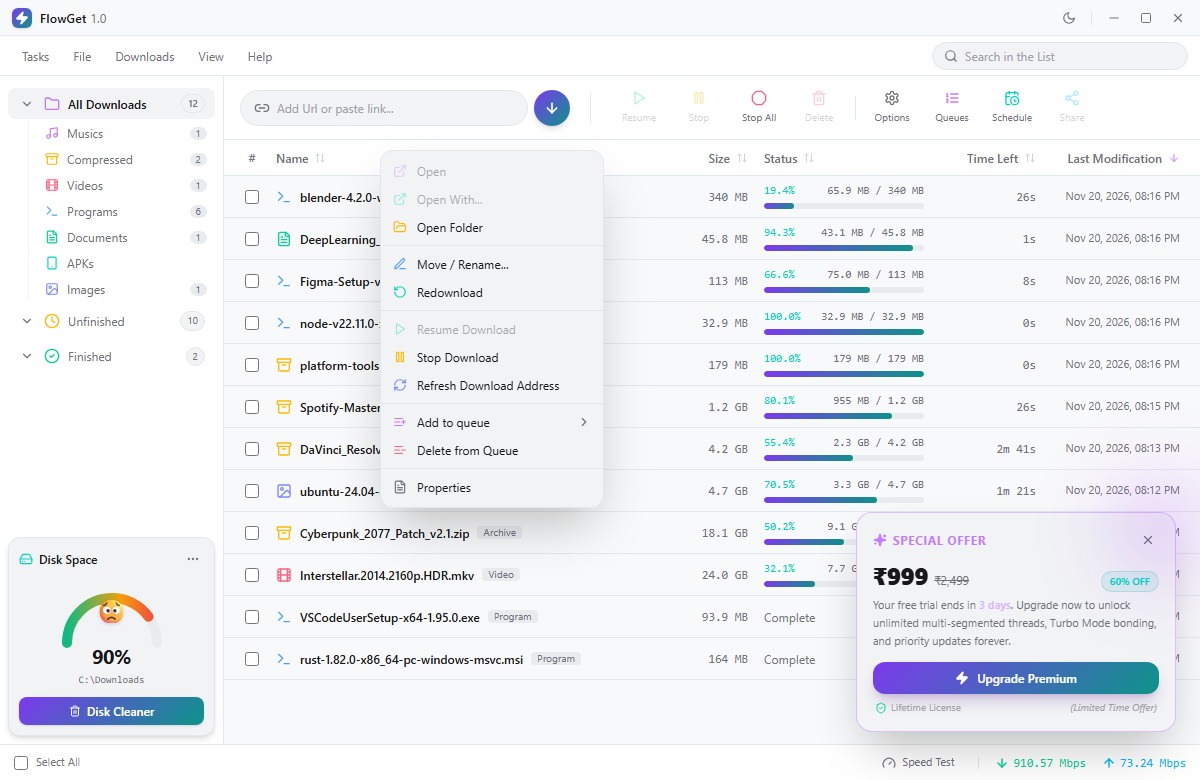 FlowGet 1.0
Tasks File Downloads View Help
Search in the List
All Downloads 12
Musics 1
Compressed 2
Videos 1
Programs 6
Documents 1
APKs
Images 1
Unfinished 10
Finished 2
Disk Space
90%
C:\Downloads
Disk Cleaner
Add Url or paste link...
Resume Stop Stop All Delete Options Queues Schedule Share
# Name Size Status Time Left Last Modification
blender-4.2.0- 340 MB 19.4% 65.9 MB / 340 MB 26s Nov 20, 2026, 08:16 PM
DeepLearning_ 45.8 MB 94.3% 43.1 MB / 45.8 MB 1s Nov 20, 2026, 08:16 PM
Figma-Setup- 113 MB 66.6% 75.0 MB / 113 MB 8s Nov 20, 2026, 08:16 PM
node-v22.11.0- 32.9 MB 100.0% 32.9 MB / 32.9 MB 0s Nov 20, 2026, 08:16 PM
platform-tools 179 MB 100.0% 179 MB / 179 MB 0s Nov 20, 2026, 08:16 PM
Spotify-Master 1.2 GB 80.1% 955 MB / 1.2 GB 26s Nov 20, 2026, 08:15 PM
DaVinci_Resolv 4.2 GB 55.4% 2.3 GB / 4.2 GB 2m 41s Nov 20, 2026, 08:13 PM
ubuntu-24.04- 4.7 GB 70.5% 3.3 GB / 4.7 GB 1m 21s Nov 20, 2026, 08:12 PM
Cyberpunk_2077_Patch_v2.1.zip Archive 18.1 GB 50.2% 9.1
Interstellar.2014.2160p.HDR.mkv Video 24.0 GB 32.1% 7.7
VSCodeUserSetup-x64-1.95.0.exe Program 93.9 MB Complete
rust-1.82.0-x86_64-pc-windows-msvc.msi Program 164 MB Complete
Open
Open With...
Open Folder
Move / Rename...
Redownload
Resume Download
Stop Download
Refresh Download Address
Add to queue
Delete from Queue
Properties
SPECIAL OFFER
₹999 ₹2,499 60% OFF
Your free trial ends in 3 days. Upgrade now to unlock
unlimited multi-segmented threads, Turbo Mode bonding,
and priority updates forever.
Upgrade Premium
Lifetime License (Limited Time Offer)
Select All
Speed Test 910.57 Mbps 73.24 Mbps